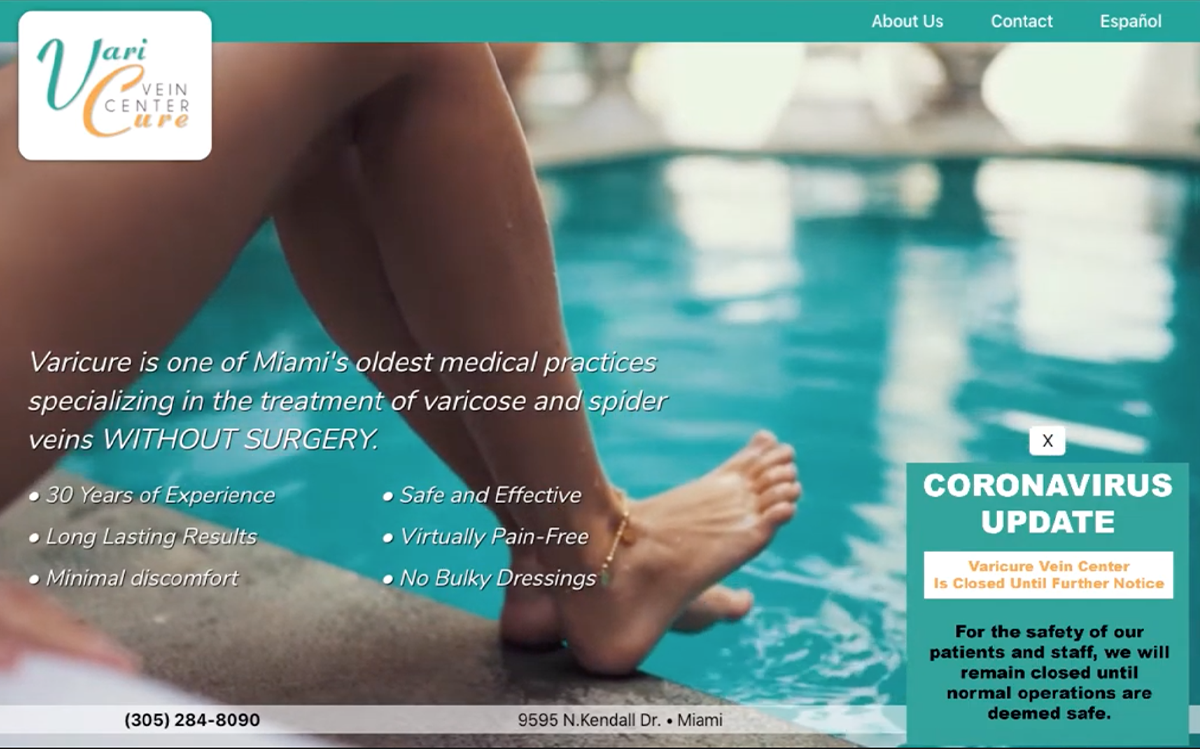 About Us Contact Español
Vari
VEIN
CENTER
Cure
Varicure is one of Miami's oldest medical practices
specializing in the treatment of varicose and spider
veins WITHOUT SURGERY.
• 30 Years of Experience
• Long Lasting Results
• Minimal discomfort
• Safe and Effective
• Virtually Pain-Free
• No Bulky Dressings
X
CORONAVIRUS
UPDATE
Varicure Vein Center
Is Closed Until Further Notice
For the safety of our
patients and staff, we will
remain closed until
normal operations are
deemed safe.
(305) 284-8090
9595 N.Kendall Dr. • Miami